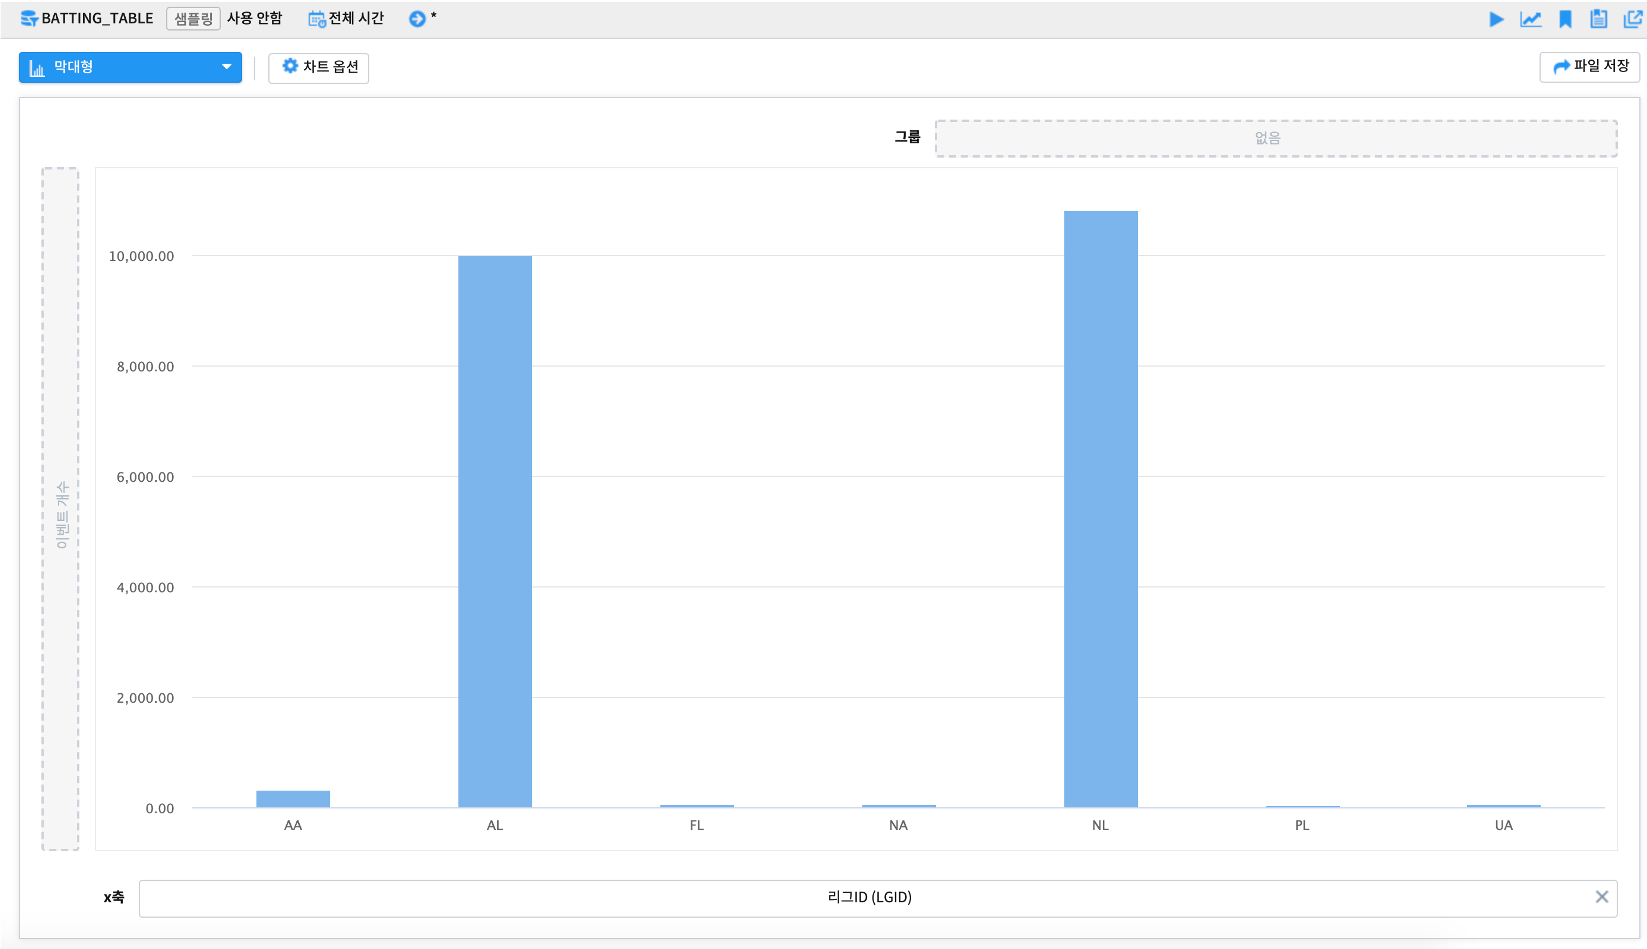 BATTING_TABLE 샘플링 사용 안함 전체 시간 *
막대형 차트 옵션 파일 저장
그룹 없음
이벤트 개수
10,000.00
8,000.00
6,000.00
4,000.00
2,000.00
0.00
AA AL FL NA NL PL UA
x축 리그ID (LGID)